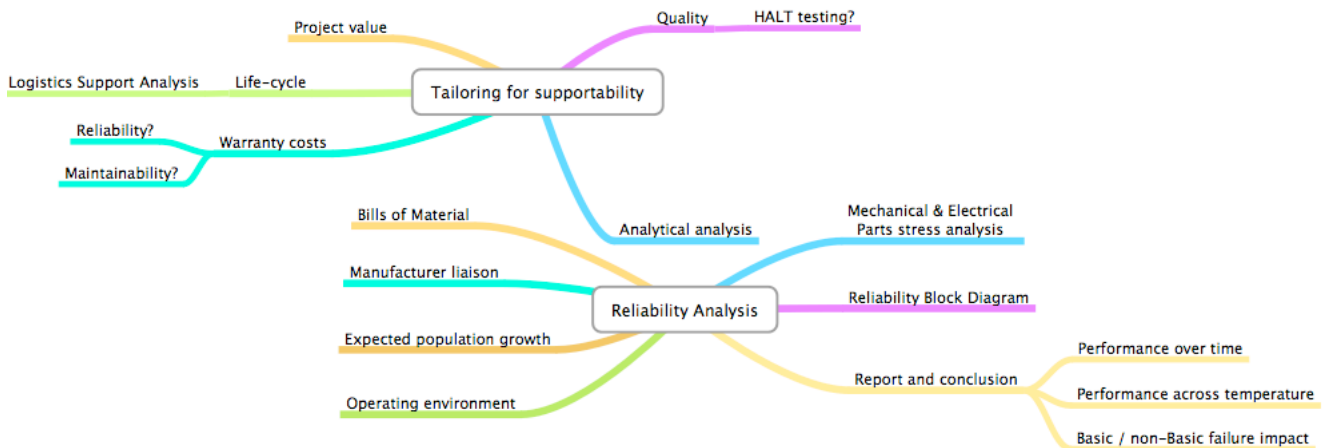 Project value
Quality
HALT testing?
Logistics Support Analysis
Life-cycle
Tailoring for supportability
Reliability?
Warranty costs
Maintainability?
Bills of Material
Analytical analysis
Mechanical & Electrical
Parts stress analysis
Manufacturer liaison
Reliability Block Diagram
Reliability Analysis
Expected population growth
Performance over time
Report and conclusion
Performance across temperature
Operating environment
Basic / non-Basic failure impact